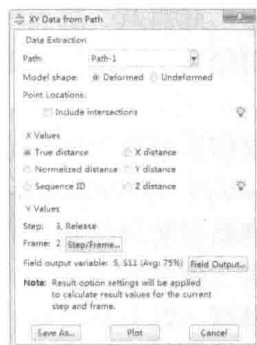 XY Data from Path
Data Extraction
Path: Path-1
Model shape: Deformed Undeformed
Point Locations:
Include intersections
X Values
True distance X distance
Normalized distance Y distance
Sequence ID Z distance
Y Values
Step: 3, Release
Frame: 2 Step/Frame...
Field output variable: S, S11 (Avg: 75%) Field Output...
Note: Result option settings will be applied
to calculate result values for the current
step and frame.
Save As... Plot Cancel